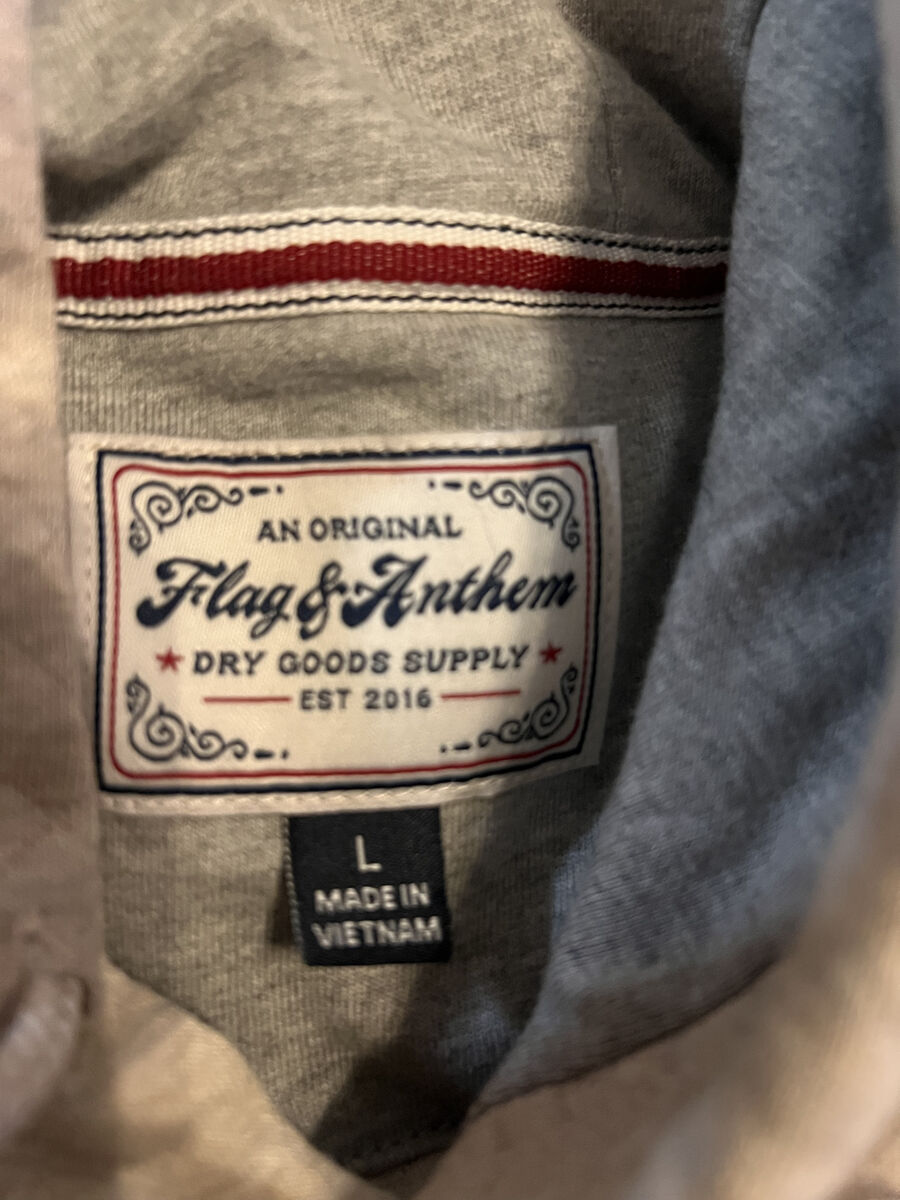 AN ORIGINAL
Flag & Anthem
DRY GOODS SUPPLY
EST 2016
L
MADE IN
VIETNAM